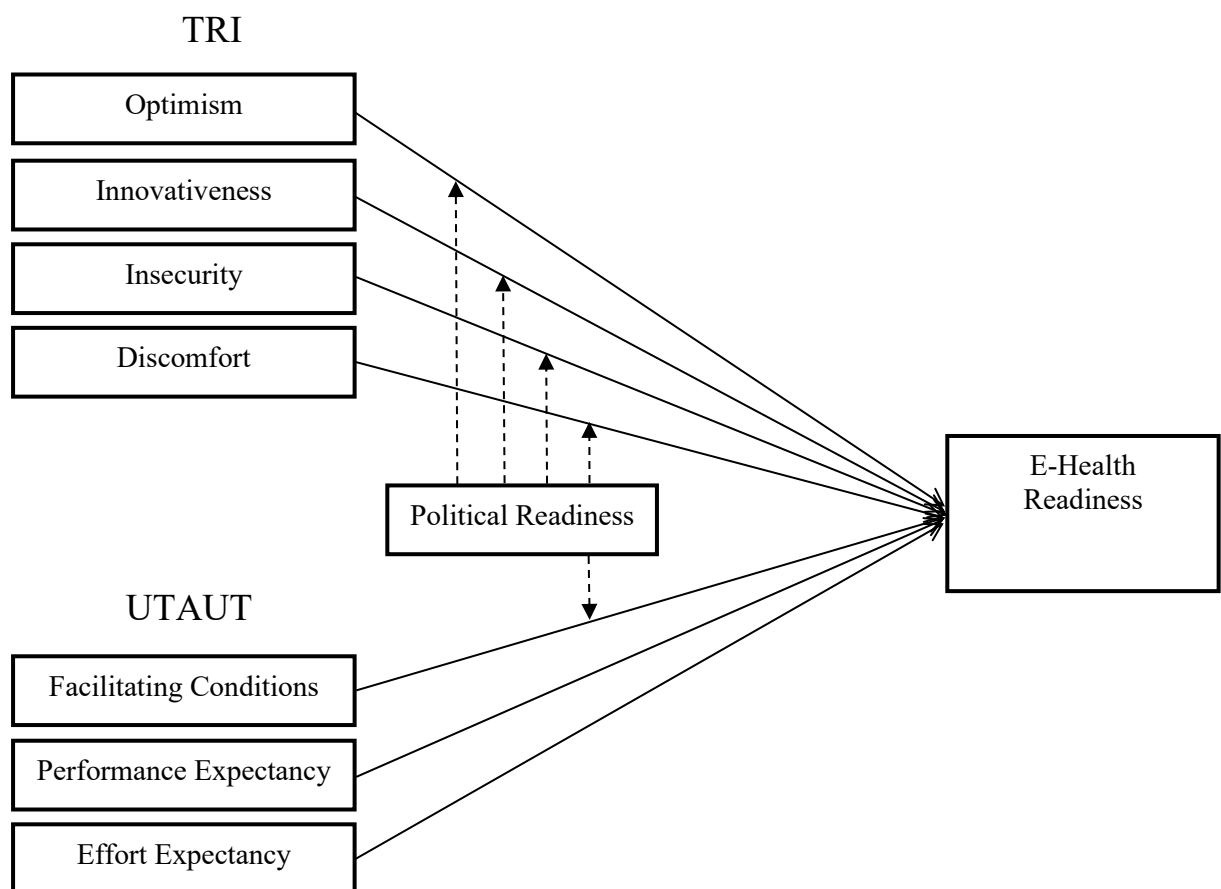 TRI
Optimism
Innovativeness
Insecurity
Discomfort
E-Health
Readiness
Political Readiness
UTAUT
Facilitating Conditions
Performance Expectancy
Effort Expectancy